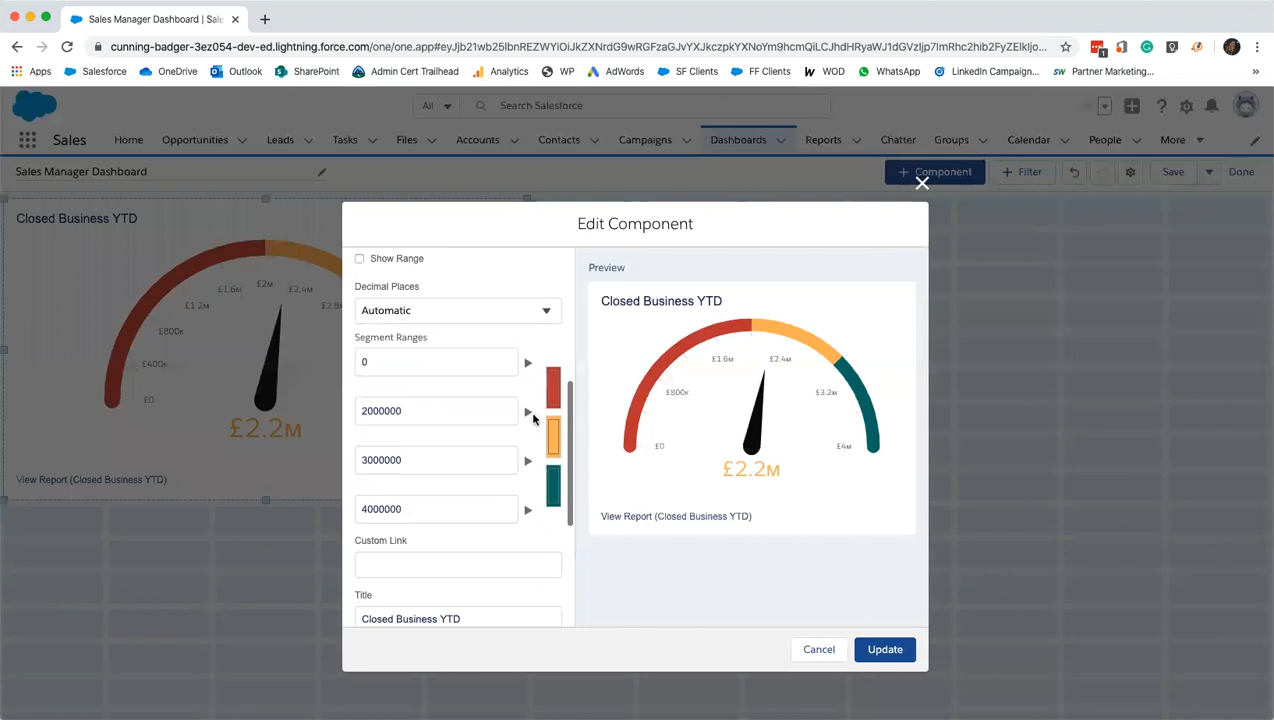 Sales Manager Dashboard | Sale
cunning-badger-3ez054-dev-ed.lightning.force.com/one/one.app#
Apps Salesforce OneDrive Outlook SharePoint Admin Cert Trailhead Analytics WP AdWords SF Clients FF Clients WOD WhatsApp LinkedIn Campaign... Partner Marketing...
All Search Salesforce
Sales Home Opportunities Leads Tasks Files Accounts Contacts Campaigns Dashboards Reports Chatter Groups Calendar People More
Sales Manager Dashboard
+ Component + Filter Save Done
Closed Business YTD
£0 £400K £800K £1.2M £1.6M £2M £2.4M
£2.2M
View Report (Closed Business YTD)
Edit Component
Show Range
Decimal Places
Automatic
Segment Ranges
0
2000000
3000000
4000000
Custom Link
Title
Closed Business YTD
Preview
Closed Business YTD
£0 £800K £1.6M £2.4M £3.2M £4M
£2.2M
View Report (Closed Business YTD)
Cancel Update